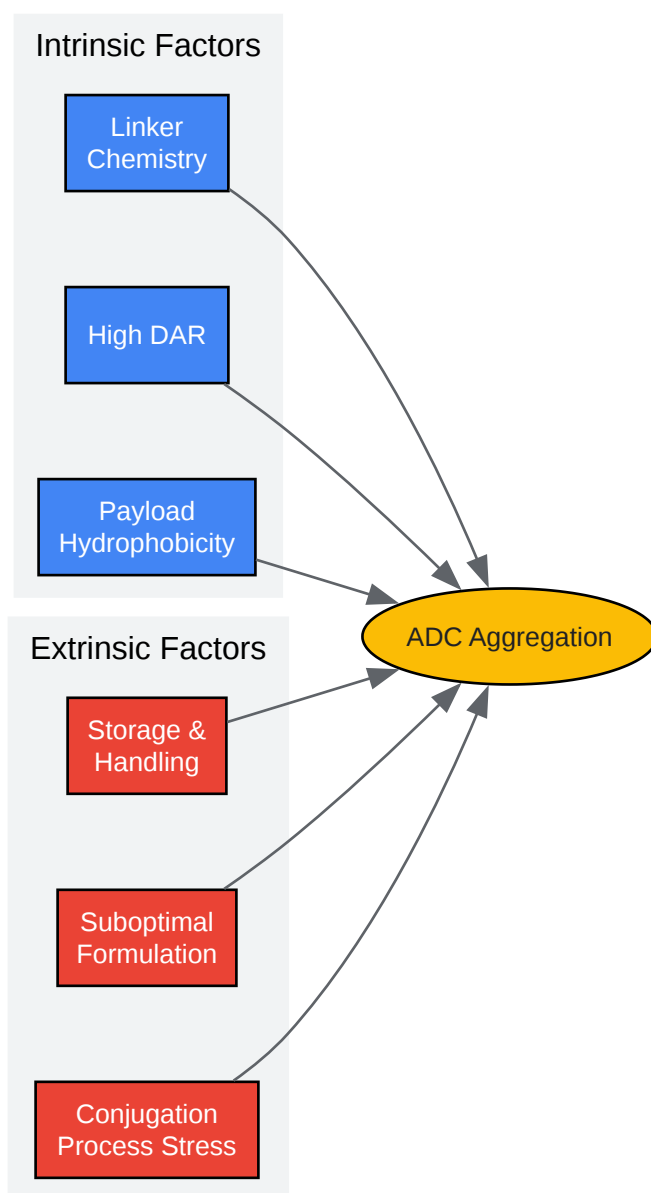 Intrinsic Factors
Linker
Chemistry
High DAR
Payload
Hydrophobicity
ADC Aggregation
Extrinsic Factors
Storage &
Handling
Suboptimal
Formulation
Conjugation
Process Stress